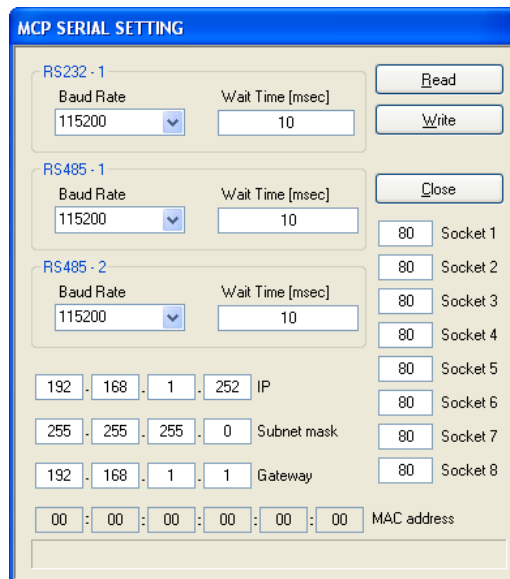 MCP SERIAL SETTING
RS232 - 1
Baud Rate Wait Time [msec]
115200 10
Read
Write
RS485 - 1
Baud Rate Wait Time [msec]
115200 10
Close
RS485 - 2
Baud Rate Wait Time [msec]
115200 10
80 Socket 1
80 Socket 2
80 Socket 3
80 Socket 4
80 Socket 5
80 Socket 6
80 Socket 7
80 Socket 8
192 . 168 . 1 . 252 IP
255 . 255 . 255 . 0 Subnet mask
192 . 168 . 1 . 1 Gateway
00 : 00 : 00 : 00 : 00 : 00 MAC address